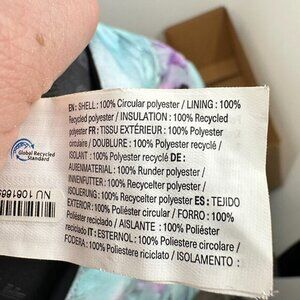 EN: SHELL: 100% Circular polyester / LINING: 100%
Recycled polyester / INSULATION: 100% Recycled
polyester FR: TISSU EXTÉRIEUR: 100% Polyester
circulaire / DOUBLURE: 100% Polyester recyclé /
ISOLANT: 100% Polyester recyclé DE:
AUßENMATERIAL: 100% Runder polyester /
INNENFUTTER: 100% Recycelter polyester /
ISOLIERUNG: 100% Recycelter polyester ES: TEJIDO
EXTERIOR: 100% Poliéster circular / FORRO: 100%
Poliéster reciclado / AISLANTE: 100% Poliéster
reciclado IT: ESTERNO: 100% Poliestere circolare /
FODERA: 100% Poliestere riciclato / ISOLAMENTO:
Global Recycled
Standard